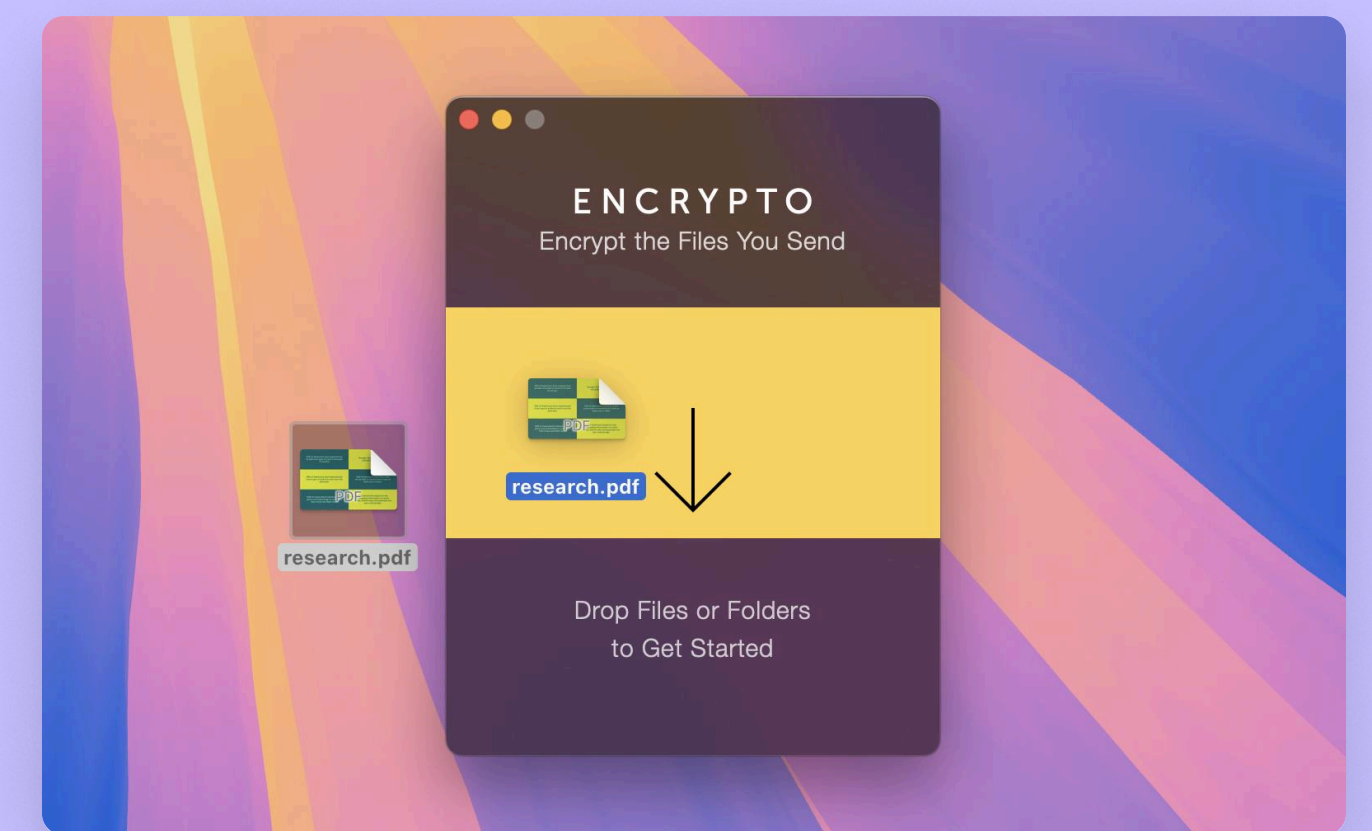 ENCRYPTO
Encrypt the Files You Send
PDF
research.pdf
PDF
research.pdf
Drop Files or Folders
to Get Started